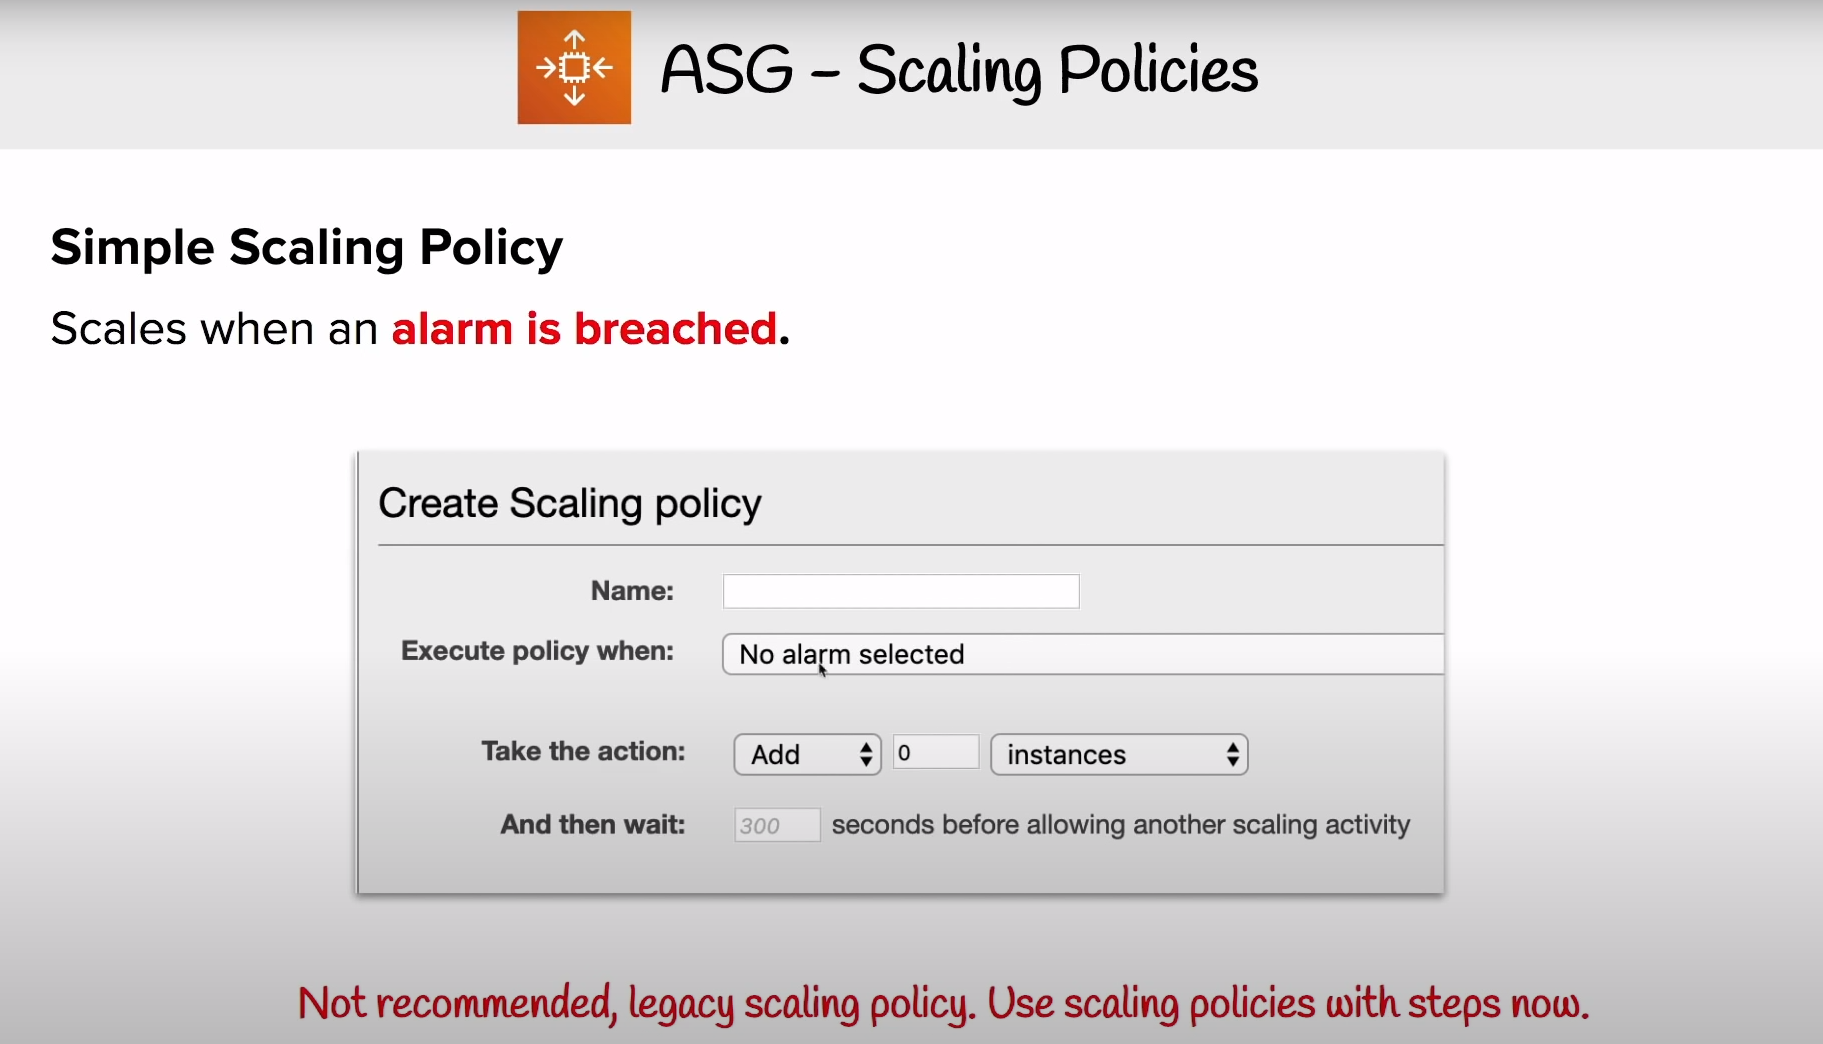 ASG - Scaling Policies
Simple Scaling Policy
Scales when an alarm is breached.
Create Scaling policy
Name:
Execute policy when: No alarm selected
Take the action: Add 0 instances
And then wait: 300 seconds before allowing another scaling activity
Not recommended, legacy scaling policy. Use scaling policies with steps now.